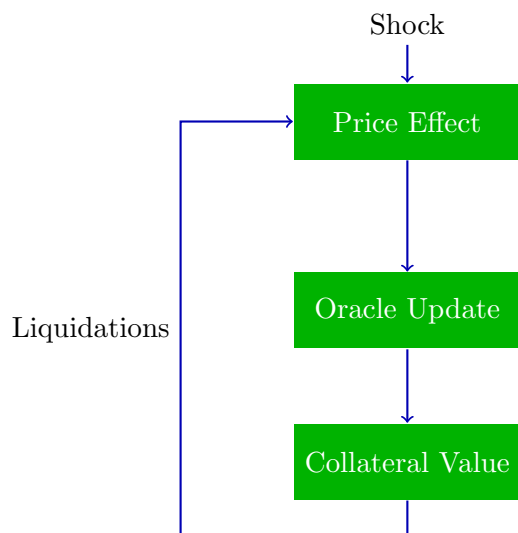 Shock
Price Effect
Oracle Update
Liquidations
Collateral Value